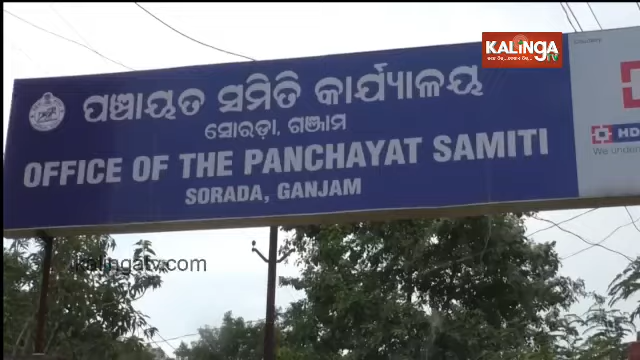 KALINGA TV
ପଞ୍ଚାୟତ ସମିତି କାର୍ଯ୍ୟାଳୟ
ସୋରଡ଼ା, ଗଞ୍ଜାମ
OFFICE OF THE PANCHAYAT SAMITI
SORADA, GANJAM
HD
We under
kalingatv.com